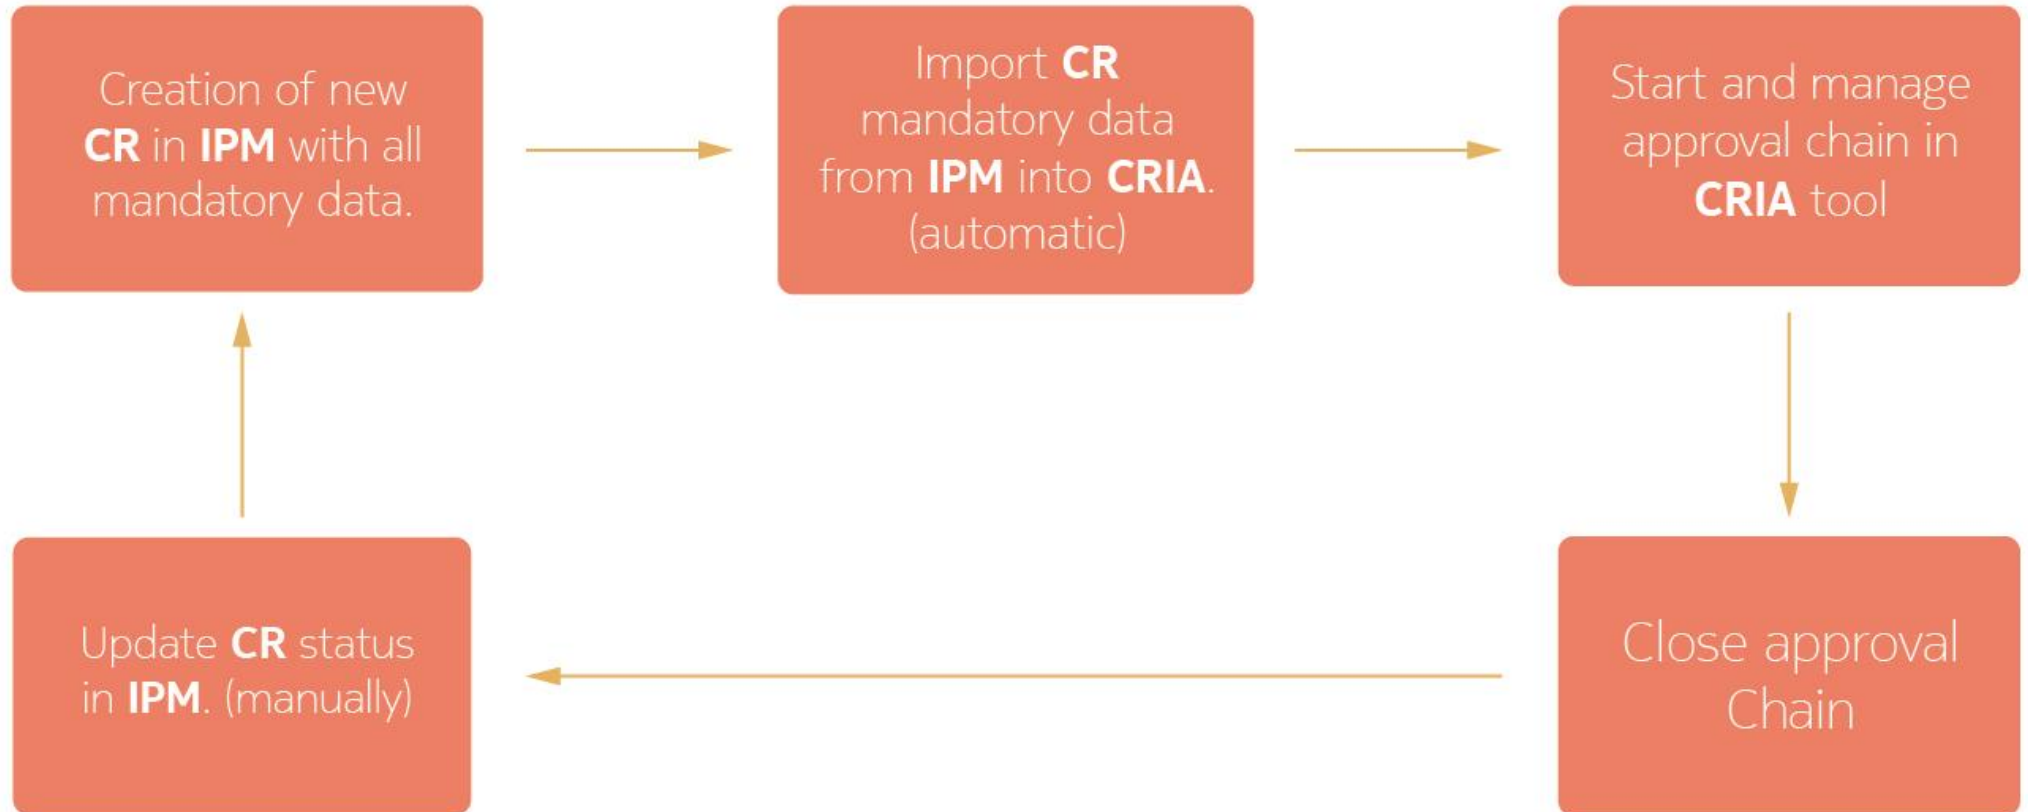 Creation of new
CR in IPM with all
mandatory data.
Import CR
mandatory data
from IPM into CRIA.
(automatic)
Start and manage
approval chain in
CRIA tool
Close approval
Chain
Update CR status
in IPM. (manually)